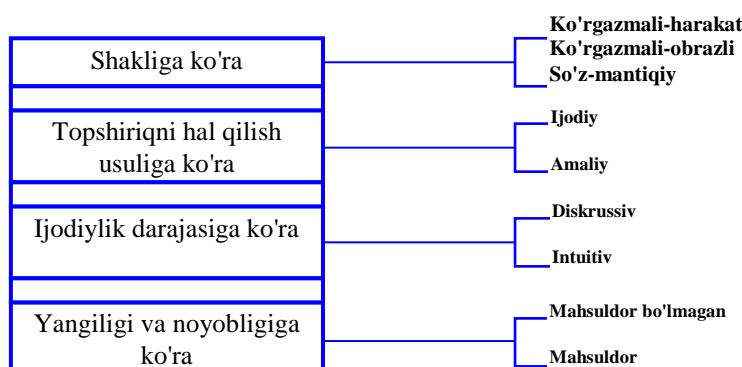 Shakliga ko'ra
Ko'rgazmali-harakat
Ko'rgazmali-obrazli
So'z-mantiqiy
Topshiriqni hal qilish
usuliga ko'ra
Ijodiy
Amaliy
Ijodiylik darajasiga ko'ra
Diskrussiv
Intuitiv
Yangiligi va noyobligiga
ko'ra
Mahsuldor bo'lmagan
Mahsuldor